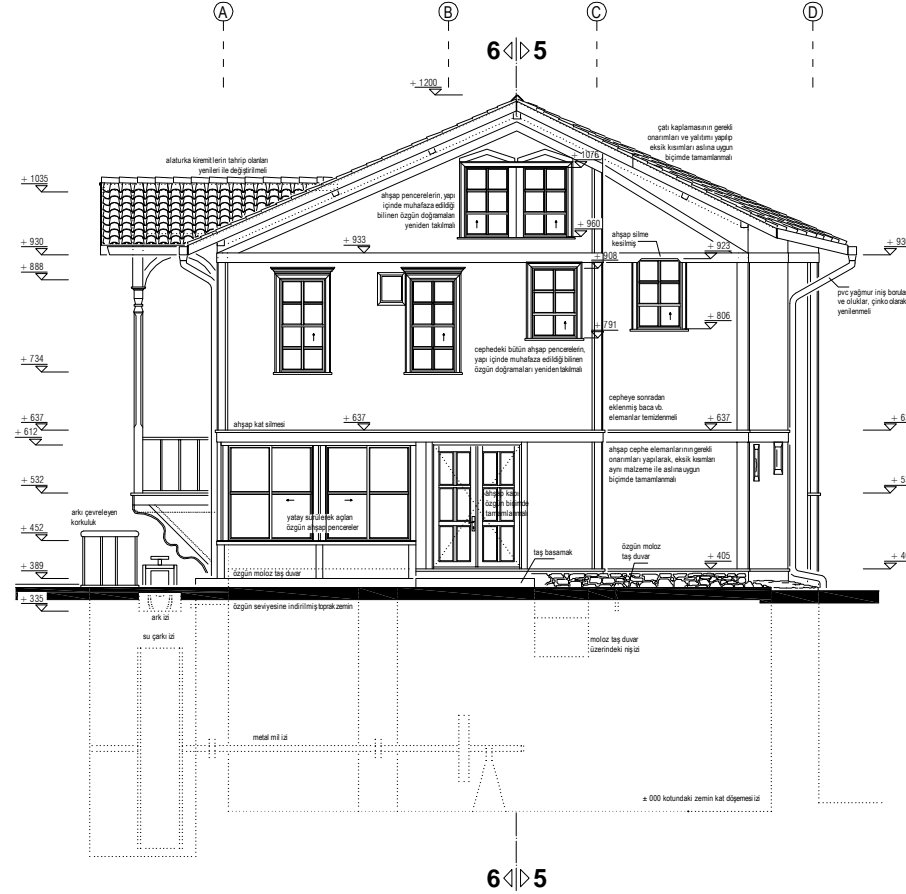 A
B
C
D
6 5
+ 1200
çatı kaplamasının gerekli
onarımları ve yalıtımı yapılıp
eksik kısımları aslına uygun
biçimde tamamlanmalı
alaturka kiremitlerin tahrip olanları
yenileri ile değiştirilmeli
+ 1076
+ 1035
ahşap pencerelerin, yapı
içinde muhafaza edildiği
bilinen özgün doğramaları
yeniden takılmalı
+ 960
ahşap silme
kesilmiş
+ 930
+ 933
+ 923
+ 908
+ 888
pvc yağmur iniş
ve oluklar, çinko olarak
yenilenmeli
+ 806
+ 791
cephedeki bütün ahşap pencerelerin,
yapı içinde muhafaza edildiği bilinen
özgün doğramaları yeniden takılmalı
+ 734
cepheye sonradan
eklenmiş baca vb.
elemanlar temizlenmeli
+ 637
ahşap kat silmesi
+ 637
+ 637
+ 612
ahşap cephe elemanlarının gerekli
onarımları yapılarak, eksik kısımları
aynı malzeme ile aslına uygun
biçimde tamamlanmalı
+ 532
ahşap kapı
özgün biçimde
tamamlanmalı
arkı çevreleyen
korkuluk
yatay sürülerek açılan
özgün ahşap pencereler
+ 452
özgün moloz
taş duvar
taş basamak
+ 405
+ 389
özgün moloz taş duvar
+ 335
özgün seviyesine indirilmiş toprak zemin
ark izi
su çarkı izi
moloz taş duvar
üzerindeki niş izi
metal mil izi
± 000 kotundaki zemin kat döşemesi izi
6 5